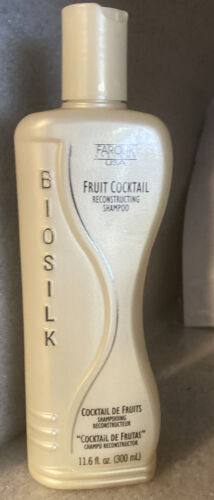 FAROUK
USA
BIOSILK
FRUIT COCKTAIL
RECONSTRUCTING
SHAMPOO
COCKTAIL DE FRUITS
SHAMPOOING
RECONSTRUCTEUR
"COCKTAIL DE FRUTAS"
CHAMPU RECONSTRUCTOR
11.6 fl. oz. (300 mL)